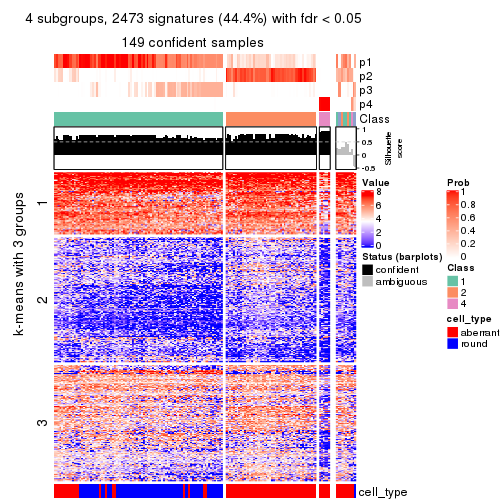 4 subgroups, 2473 signatures (44.4%) with fdr < 0.05
149 confident samples
p1
p2
p3
p4
Class
1
0.5
0
-0.5
Silhouette
score
k-means with 3 groups
1
2
3
cell_type
Value
8
6
4
2
0
Status (barplots)
confident
ambiguous
Prob
1
0.8
0.6
0.4
0.2
0
Class
1
2
4
cell_type
aberrant
round